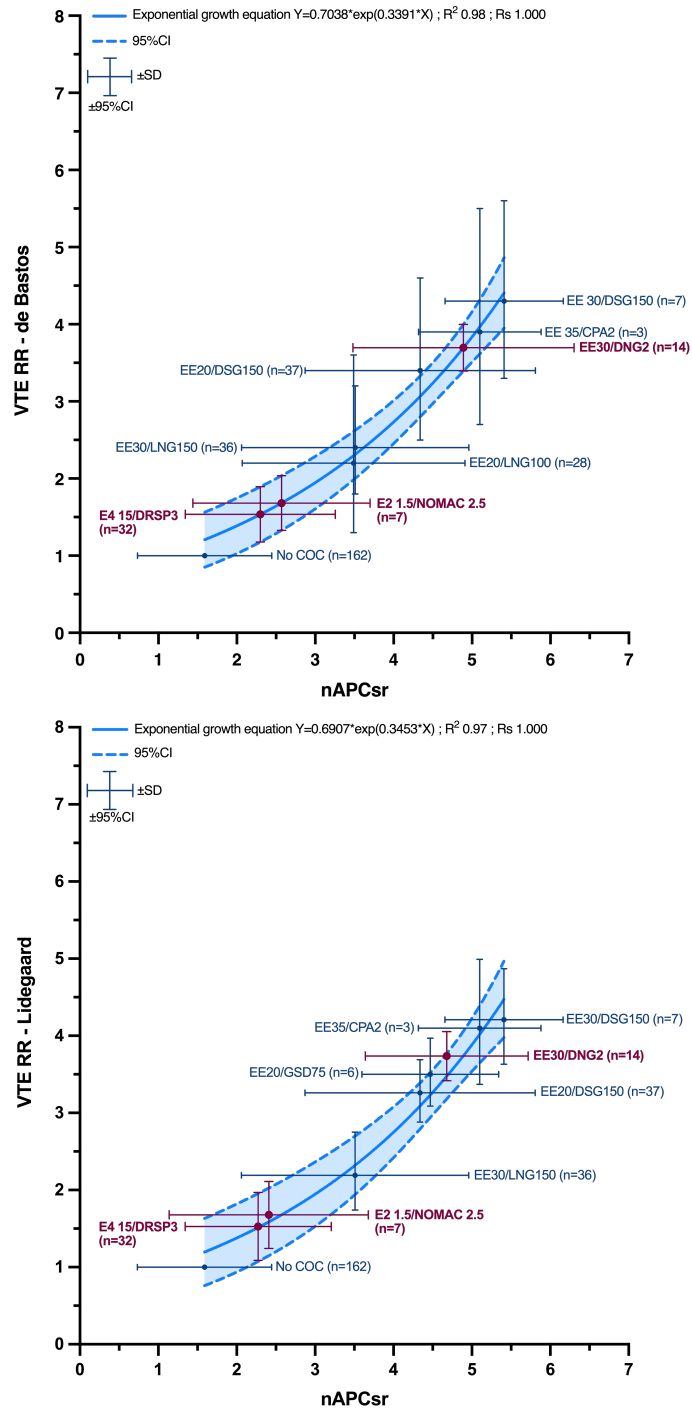 Exponential growth equation Y=0.7038*exp(0.3391*X) ; R² 0.98 ; Rs 1.000
95%CI
±SD
±95%CI
8
7
6
5
4
3
2
1
0
VTE RR - de Bastos
EE 30/DSG150 (n=7)
EE 35/CPA2 (n=3)
EE30/DNG2 (n=14)
EE20/DSG150 (n=37)
EE30/LNG150 (n=36)
EE20/LNG100 (n=28)
E4 15/DRSP3
(n=32)
E2 1.5/NOMAC 2.5
(n=7)
No COC (n=162)
0 1 2 3 4 5 6 7
nAPCsr
Exponential growth equation Y=0.6907*exp(0.3453*X) ; R² 0.97 ; Rs 1.000
95%CI
±SD
±95%CI
8
7
6
5
4
3
2
1
0
VTE RR - Lidegaard
EE30/DSG150 (n=7)
EE35/CPA2 (n=3)
EE30/DNG2 (n=14)
EE20/GSD75 (n=6)
EE20/DSG150 (n=37)
EE30/LNG150 (n=36)
E4 15/DRSP3
(n=32)
E2 1.5/NOMAC 2.5
(n=7)
No COC (n=162)
0 1 2 3 4 5 6 7
nAPCsr